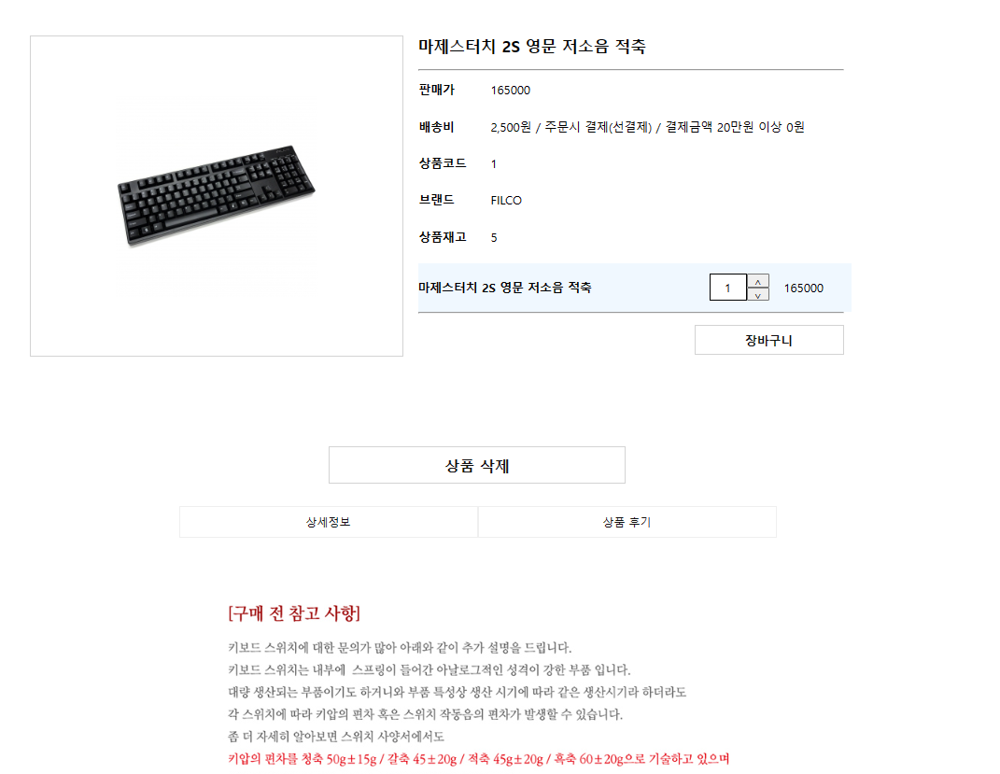 마제스터치 2S 영문 저소음 적축
판매가 165000
배송비 2,500원 / 주문시 결제(선결제) / 결제금액 20만원 이상 0원
상품코드 1
브랜드 FILCO
상품재고 5
마제스터치 2S 영문 저소음 적축 1 165000
장바구니
상품 삭제
상세정보 상품 후기
[구매 전 참고 사항]
키보드 스위치에 대한 문의가 많아 아래와 같이 추가 설명을 드립니다.
키보드 스위치는 내부에 스프링이 들어간 아날로그적인 성격이 강한 부품 입니다.
대량 생산되는 부품이기도 하거니와 부품 특성상 생산 시기에 따라 같은 생산시기라 하더라도
각 스위치에 따라 키압의 편차 혹은 스위치 작동음의 편차가 발생할 수 있습니다.
좀 더 자세히 알아보면 스위치 사양서에서도
키압의 편차를 청축 50g±15g / 갈축 45±20g / 적축 45g±20g / 흑축 60±20g으로 기술하고 있으며